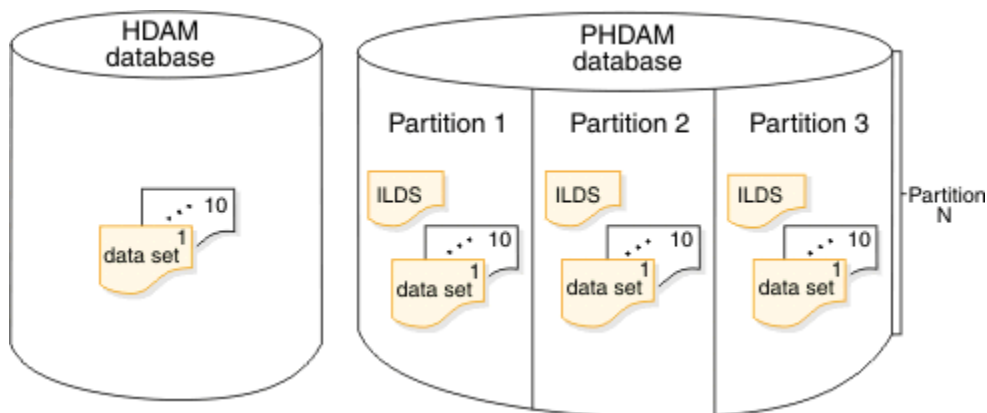 HDAM
database
10
1
data set
PHDAM
database
Partition 1
Partition 2
Partition 3
ILDS
ILDS
ILDS
10
1
data set
10
1
data set
10
1
data set
Partition
N